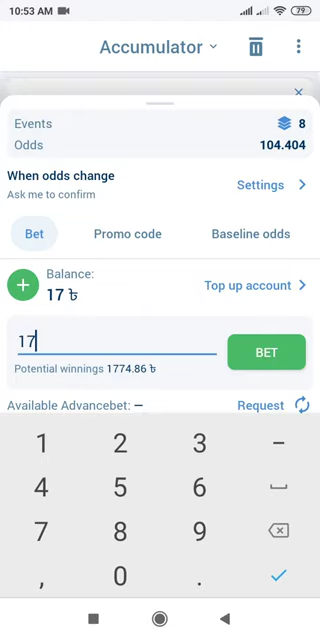 10:53 AM
79
Accumulator
Events
8
Odds
104.404
When odds change
Ask me to confirm
Settings
Bet
Promo code
Baseline odds
Balance:
17 ৳
Top up account
17
BET
Potential winnings 1774.86 ৳
Available Advancebet: –
Request
1 2 3 –
4 5 6
7 8 9
, 0 .